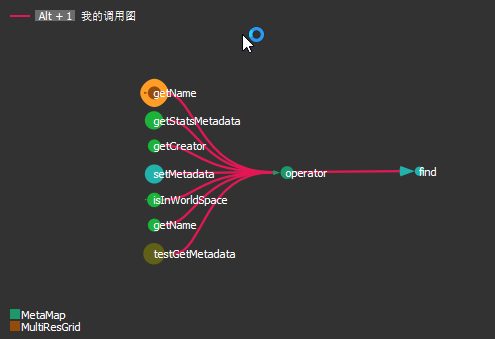 Alt + 1 我的调用图
getName
getStatsMetadata
getCreator
setMetadata
operator
find
isInWorldSpace
getName
testGetMetadata
MetaMap
MultiResGrid